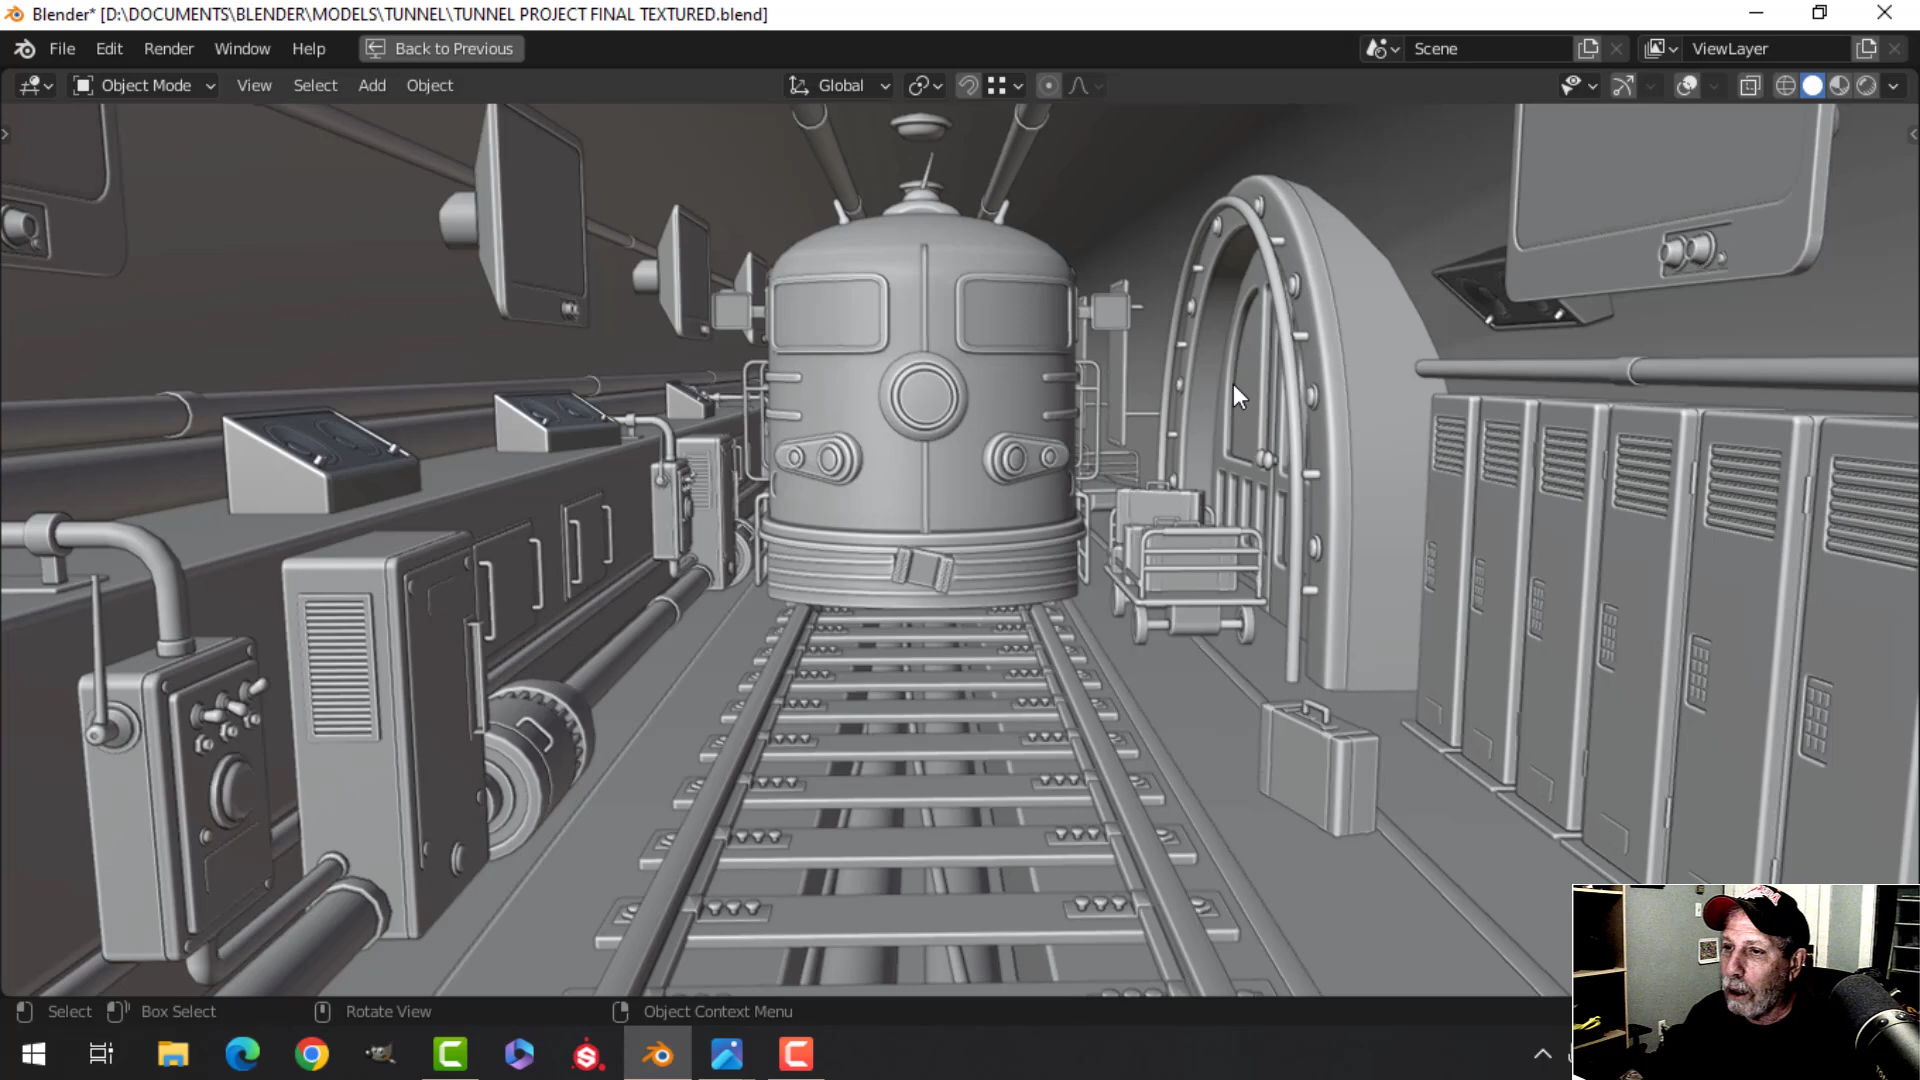 Blender* [D:\DOCUMENTS\BLENDER\MODELS\TUNNEL\TUNNEL PROJECT FINAL TEXTURED.blend]
File Edit Render Window Help Back to Previous Scene ViewLayer
Object Mode View Select Add Object Global
Select Box Select Rotate View Object Context Menu